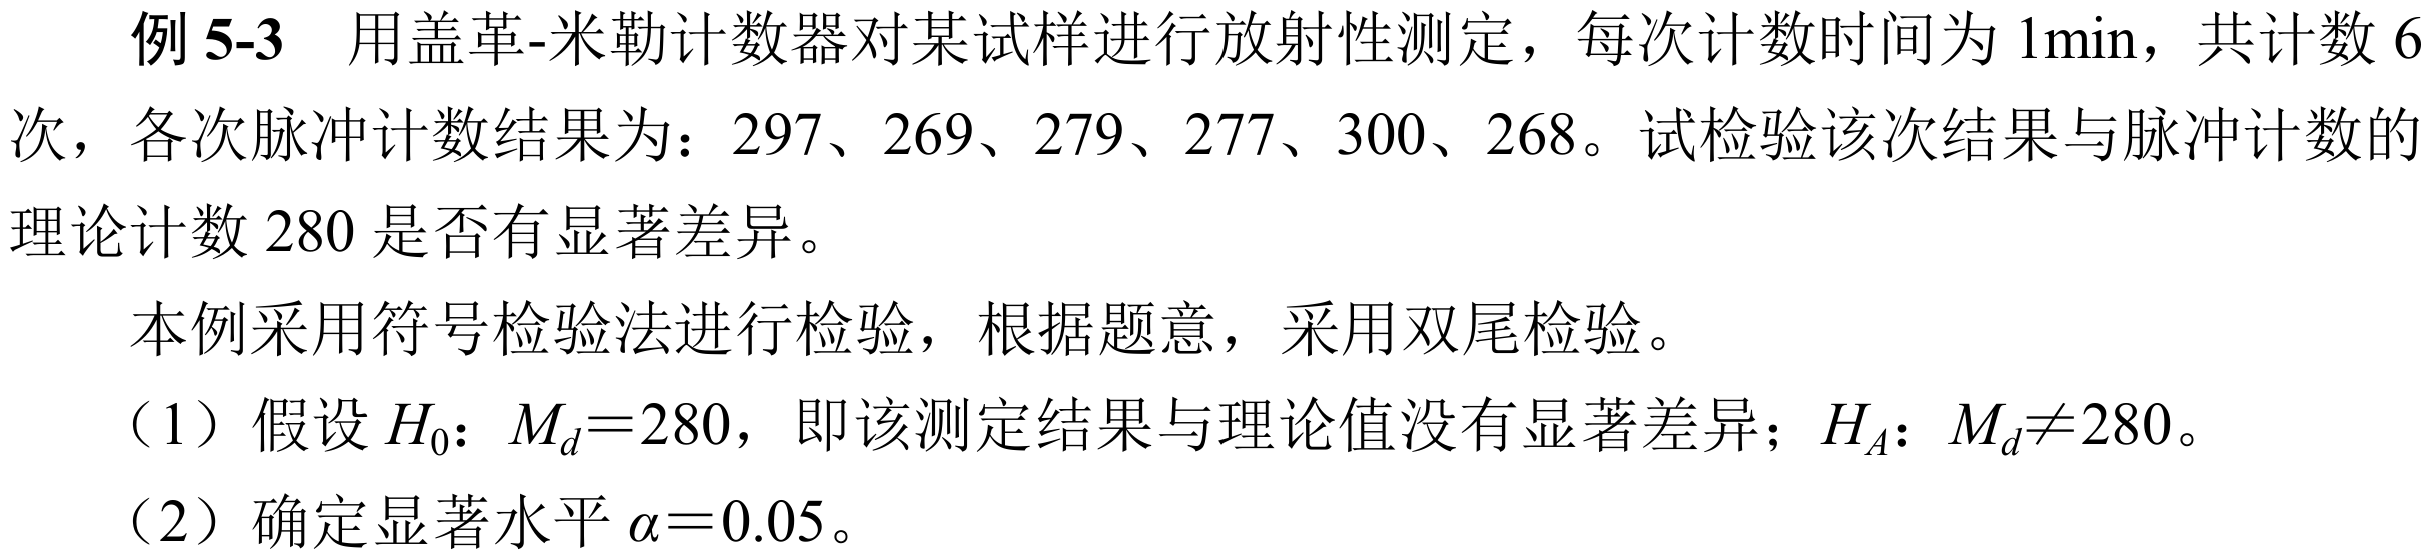 例 5-3 用盖革-米勒计数器对某试样进行放射性测定，每次计数时间为 1min，共计数 6
次，各次脉冲计数结果为：297、269、279、277、300、268。试检验该次结果与脉冲计数的
理论计数 280 是否有显著差异。
本例采用符号检验法进行检验，根据题意，采用双尾检验。
（1）假设 H₀：M_d＝280，即该测定结果与理论值没有显著差异；H_A：M_d≠280。
（2）确定显著水平 α＝0.05。